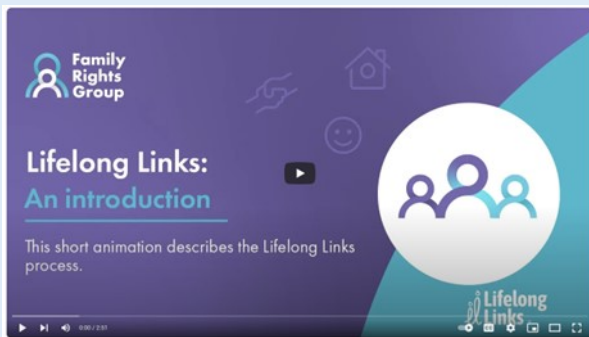 Family
Rights
Group
Lifelong Links:
An introduction
This short animation describes the Lifelong Links
process.
Lifelong
Links
0:00 / 2:51